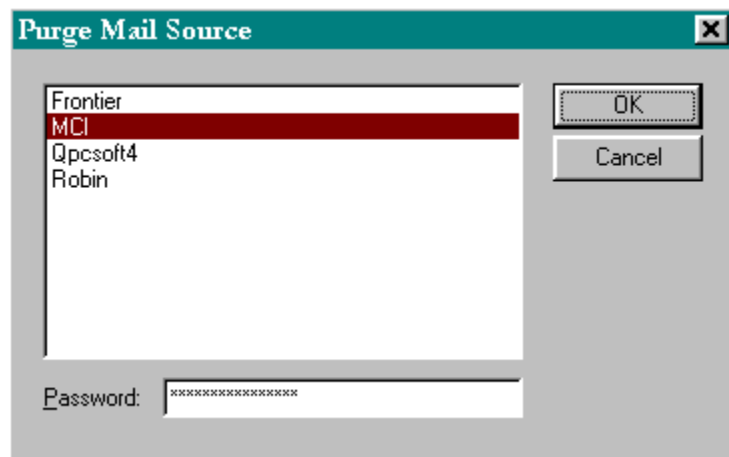 Purge Mail Source
Frontier
MCI
Qpcsoft4
Robin
OK
Cancel
Password: ****************